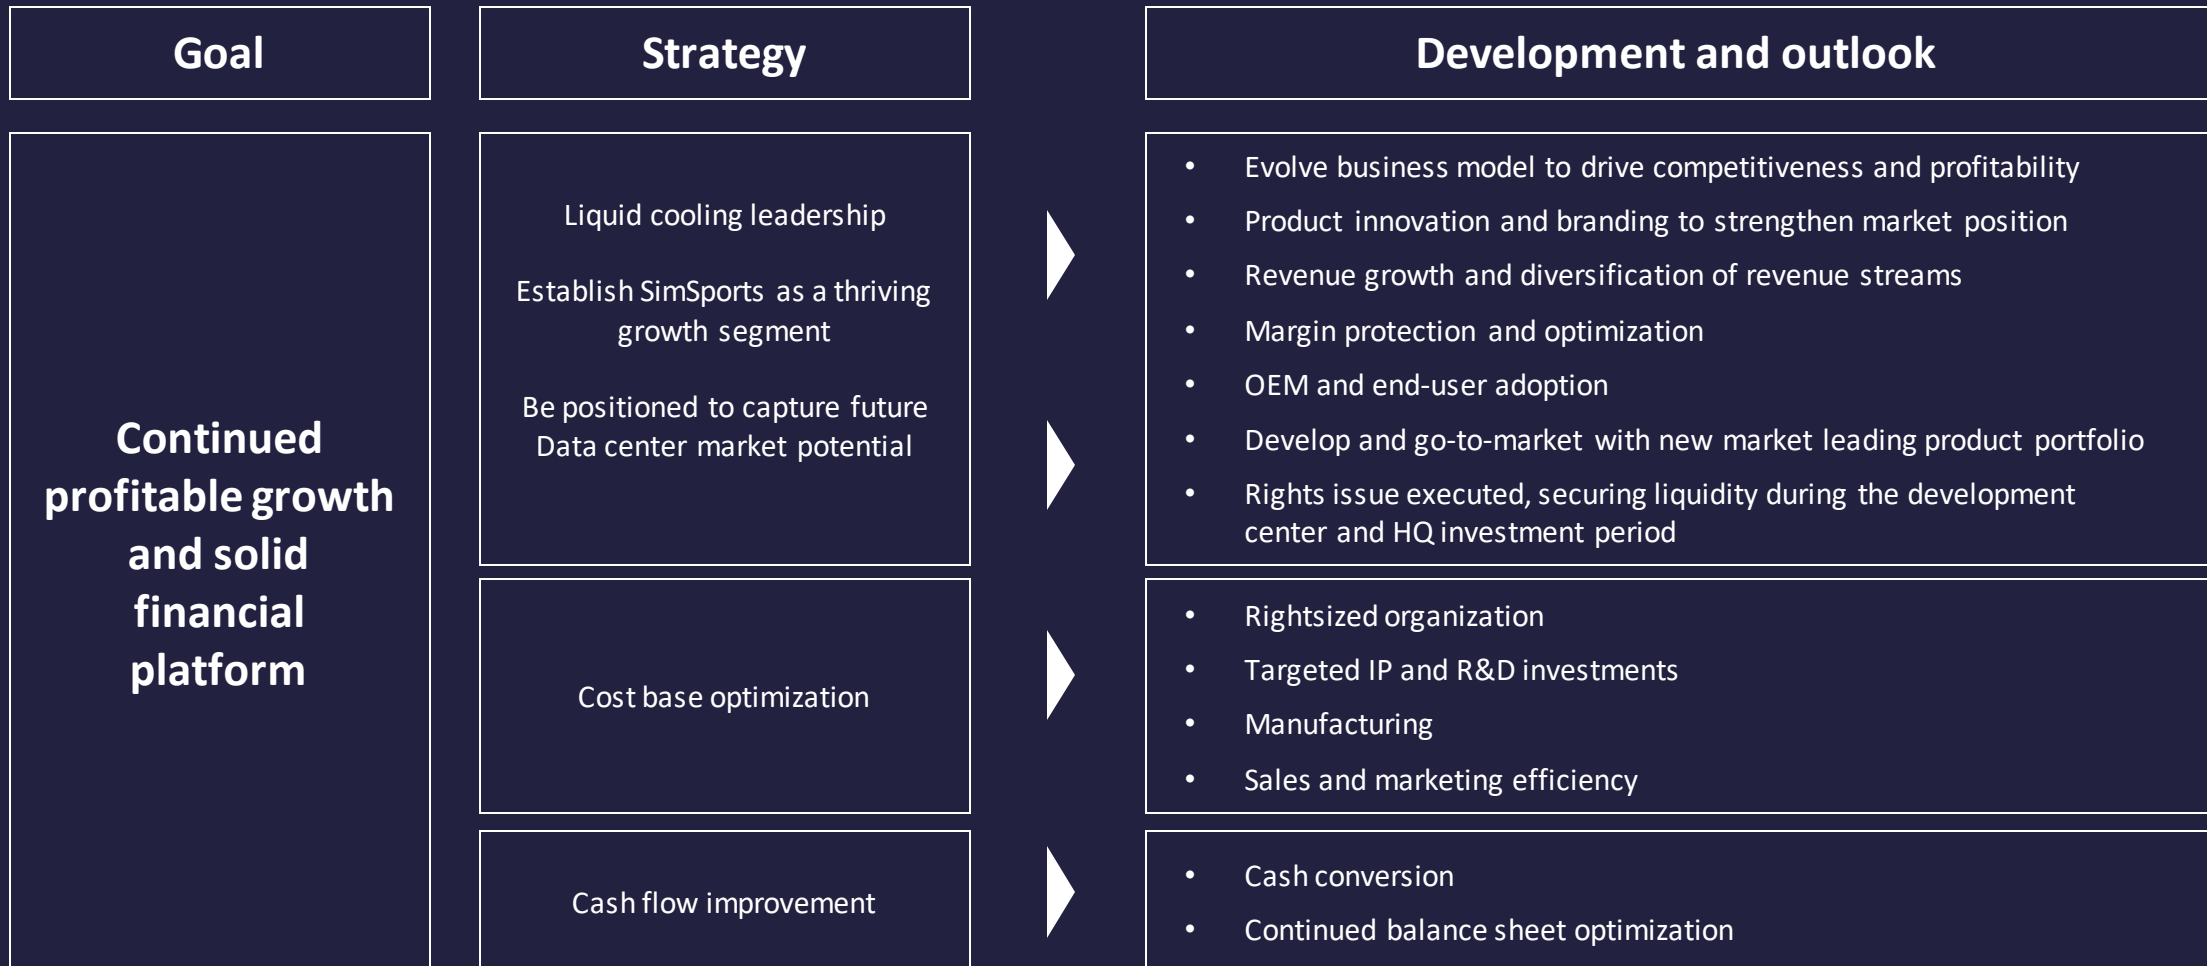 Goal
Strategy
Development and outlook
Continued
profitable growth
and solid
financial
platform
Liquid cooling leadership
Establish SimSports as a thriving
growth segment
Be positioned to capture future
Data center market potential
• Evolve business model to drive competitiveness and profitability
• Product innovation and branding to strengthen market position
• Revenue growth and diversification of revenue streams
• Margin protection and optimization
• OEM and end-user adoption
• Develop and go-to-market with new market leading product portfolio
• Rights issue executed, securing liquidity during the development
center and HQ investment period
Cost base optimization
• Rightsized organization
• Targeted IP and R&D investments
• Manufacturing
• Sales and marketing efficiency
Cash flow improvement
• Cash conversion
• Continued balance sheet optimization